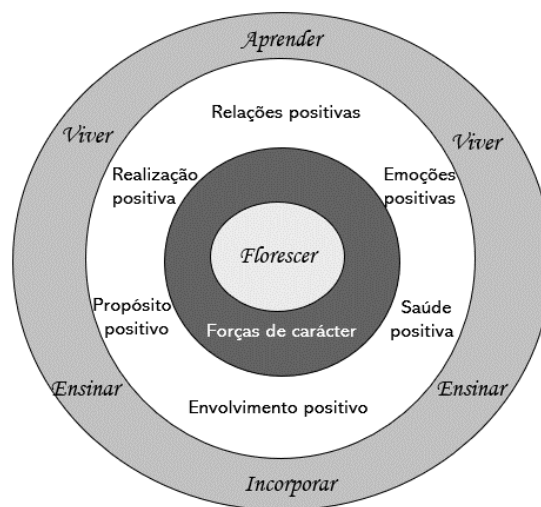 Aprender
Viver
Viver
Relações positivas
Realização
positiva
Emoções
positivas
Florescer
Propósito
positivo
Forças de carácter
Saúde
positiva
Ensinar
Ensinar
Envolvimento positivo
Incorporar